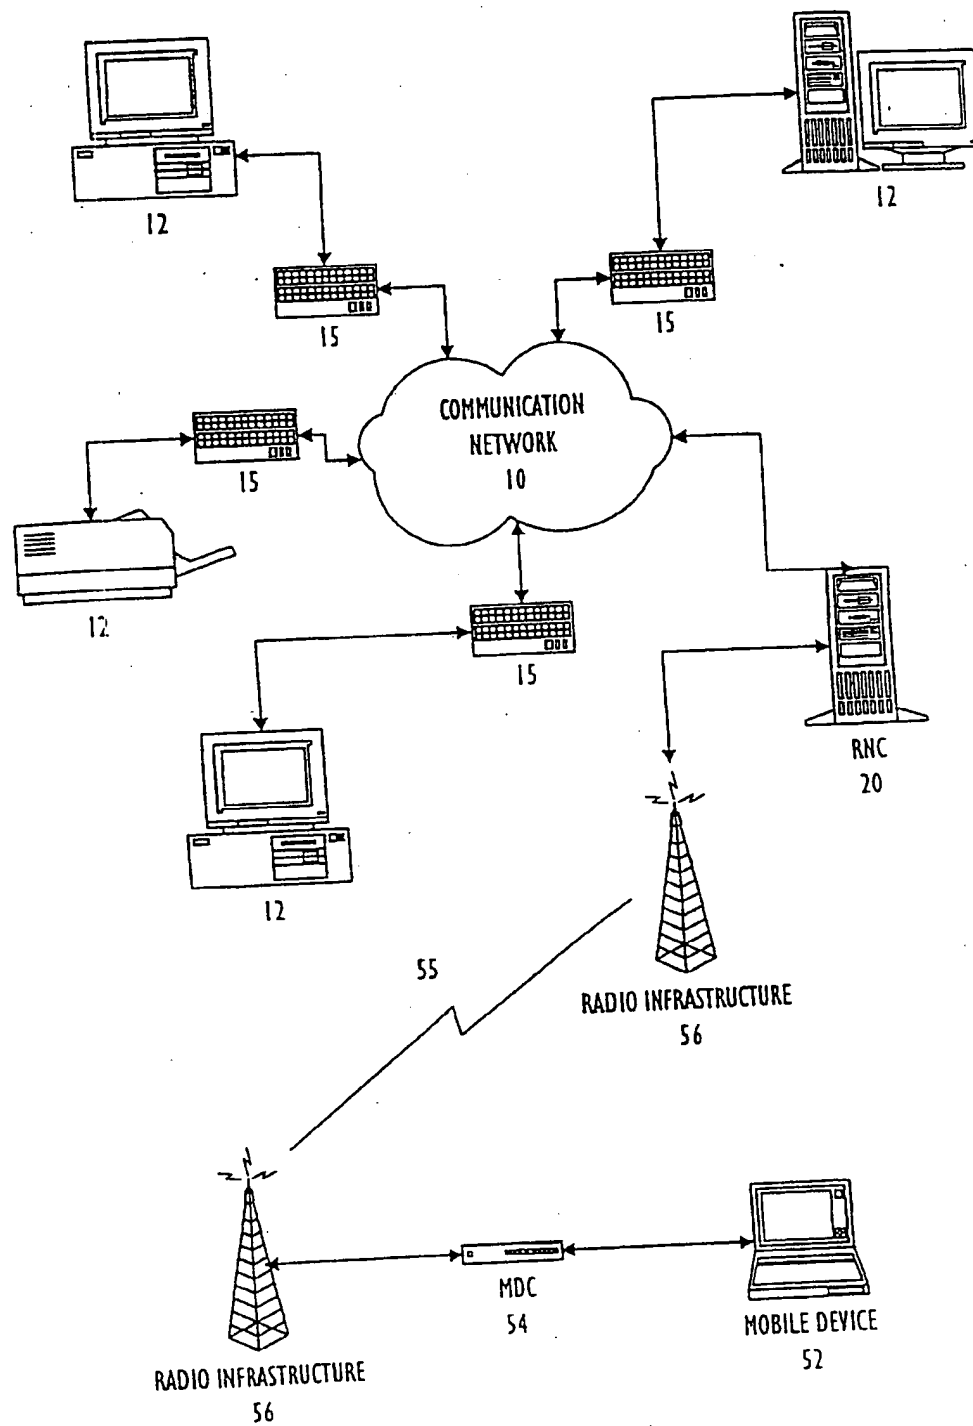 12
12
15
15
COMMUNICATION
NETWORK
10
15
12
15
RNC
20
12
55
RADIO INFRASTRUCTURE
56
MDC
54
MOBILE DEVICE
52
RADIO INFRASTRUCTURE
56